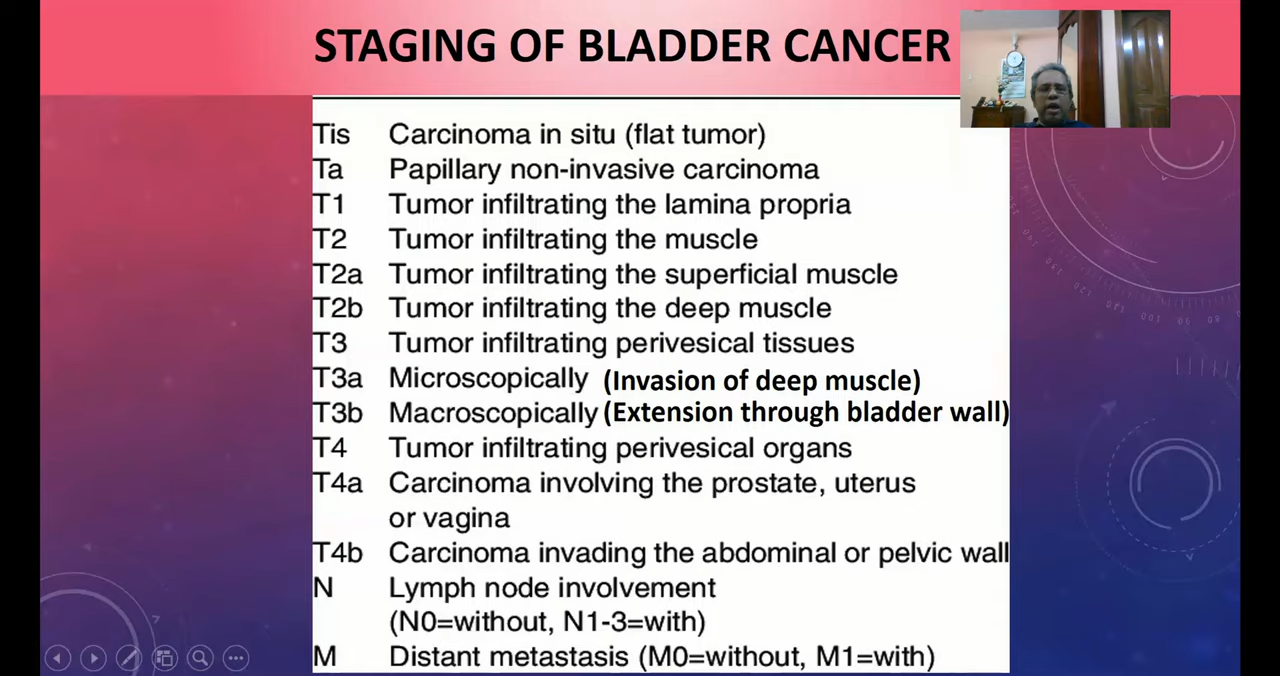 STAGING OF BLADDER CANCER
Tis Carcinoma in situ (flat tumor)
Ta Papillary non-invasive carcinoma
T1 Tumor infiltrating the lamina propria
T2 Tumor infiltrating the muscle
T2a Tumor infiltrating the superficial muscle
T2b Tumor infiltrating the deep muscle
T3 Tumor infiltrating perivesical tissues
T3a Microscopically (Invasion of deep muscle)
T3b Macroscopically (Extension through bladder wall)
T4 Tumor infiltrating perivesical organs
T4a Carcinoma involving the prostate, uterus
or vagina
T4b Carcinoma invading the abdominal or pelvic wall
N Lymph node involvement
(N0=without, N1-3=with)
M Distant metastasis (M0=without, M1=with)